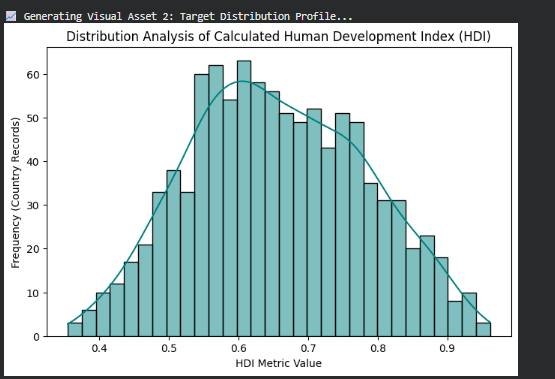 📈 Generating Visual Asset 2: Target Distribution Profile...
Distribution Analysis of Calculated Human Development Index (HDI)
Frequency (Country Records)
60
50
40
30
20
10
0
0.4 0.5 0.6 0.7 0.8 0.9
HDI Metric Value